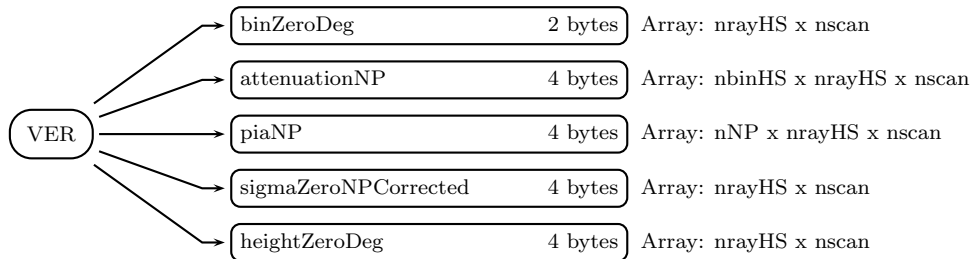 binZeroDeg 2 bytes Array: nrayHS x nscan
attenuationNP 4 bytes Array: nbinHS x nrayHS x nscan
VER piaNP 4 bytes Array: nNP x nrayHS x nscan
sigmaZeroNPCorrected 4 bytes Array: nrayHS x nscan
heightZeroDeg 4 bytes Array: nrayHS x nscan